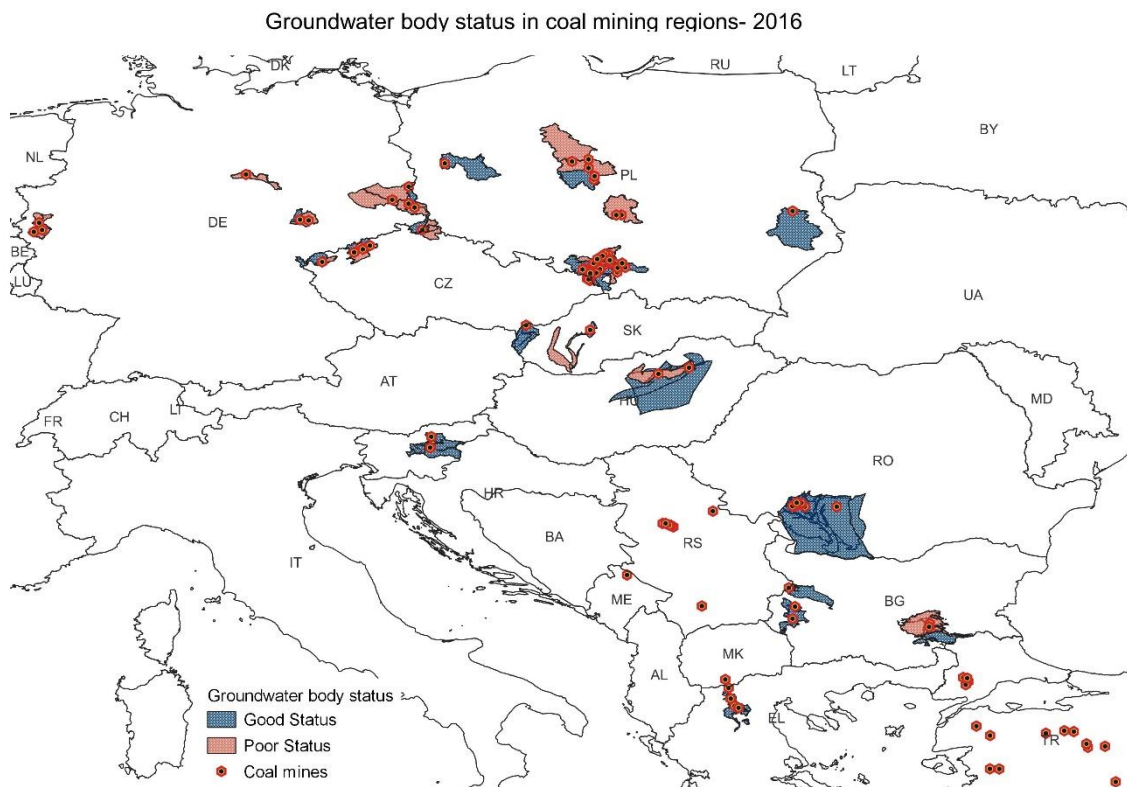 Groundwater body status in coal mining regions- 2016
DK
RU
LT
BY
NL
PL
DE
BE
LU
CZ
UA
SK
AT
MD
FR
CH
LI
HU
RO
HR
BA
RS
IT
ME
BG
MK
AL
EL
TR
Groundwater body status
Good Status
Poor Status
Coal mines